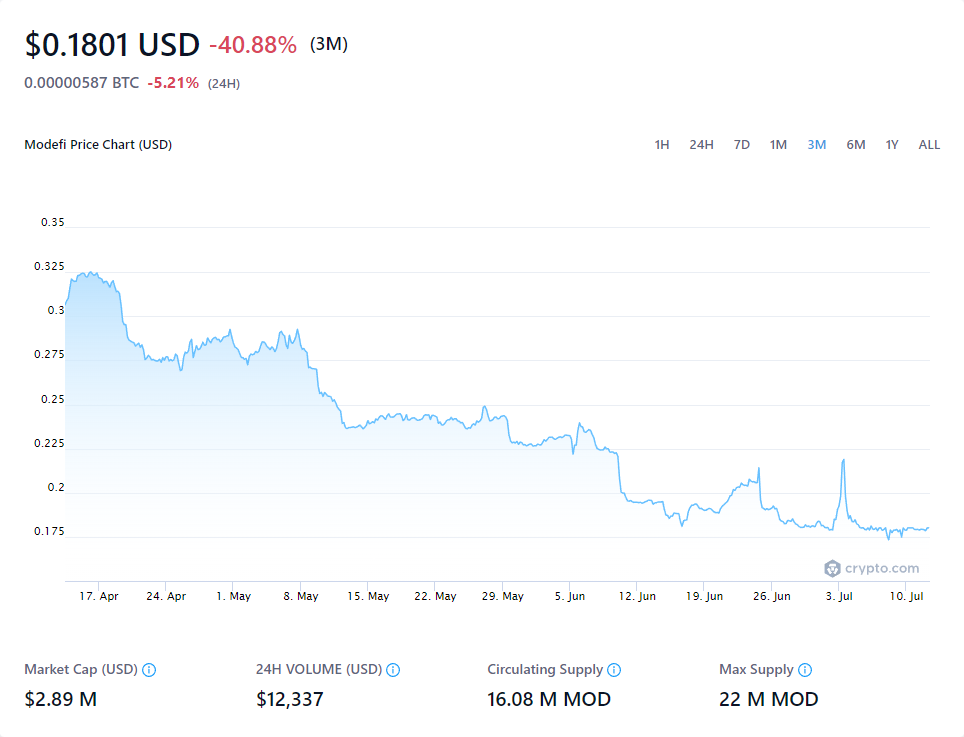 $0.1801 USD -40.88% (3M)
0.00000587 BTC -5.21% (24H)
Modefi Price Chart (USD) 1H 24H 7D 1M 3M 6M 1Y ALL
0.35
0.325
0.3
0.275
0.25
0.225
0.2
0.175
crypto.com
17. Apr 24. Apr 1. May 8. May 15. May 22. May 29. May 5. Jun 12. Jun 19. Jun 26. Jun 3. Jul 10. Jul
Market Cap (USD) 24H VOLUME (USD) Circulating Supply Max Supply
$2.89 M $12,337 16.08 M MOD 22 M MOD